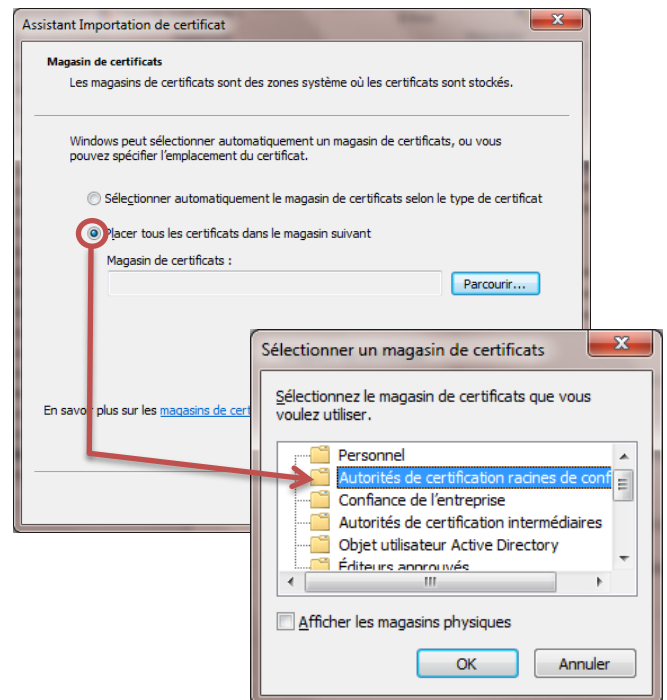 Assistant Importation de certificat
Magasin de certificats
Les magasins de certificats sont des zones système où les certificats sont stockés.
Windows peut sélectionner automatiquement un magasin de certificats, ou vous
pouvez spécifier l'emplacement du certificat.
Sélectionner automatiquement le magasin de certificats selon le type de certificat
Placer tous les certificats dans le magasin suivant
Magasin de certificats :
Parcourir...
En savoir plus sur les magasins de cert
Sélectionner un magasin de certificats
Sélectionnez le magasin de certificats que vous
voulez utiliser.
Personnel
Autorités de certification racines de conf
Confiance de l'entreprise
Autorités de certification intermédiaires
Objet utilisateur Active Directory
Éditeurs approuvés
Afficher les magasins physiques
OK
Annuler